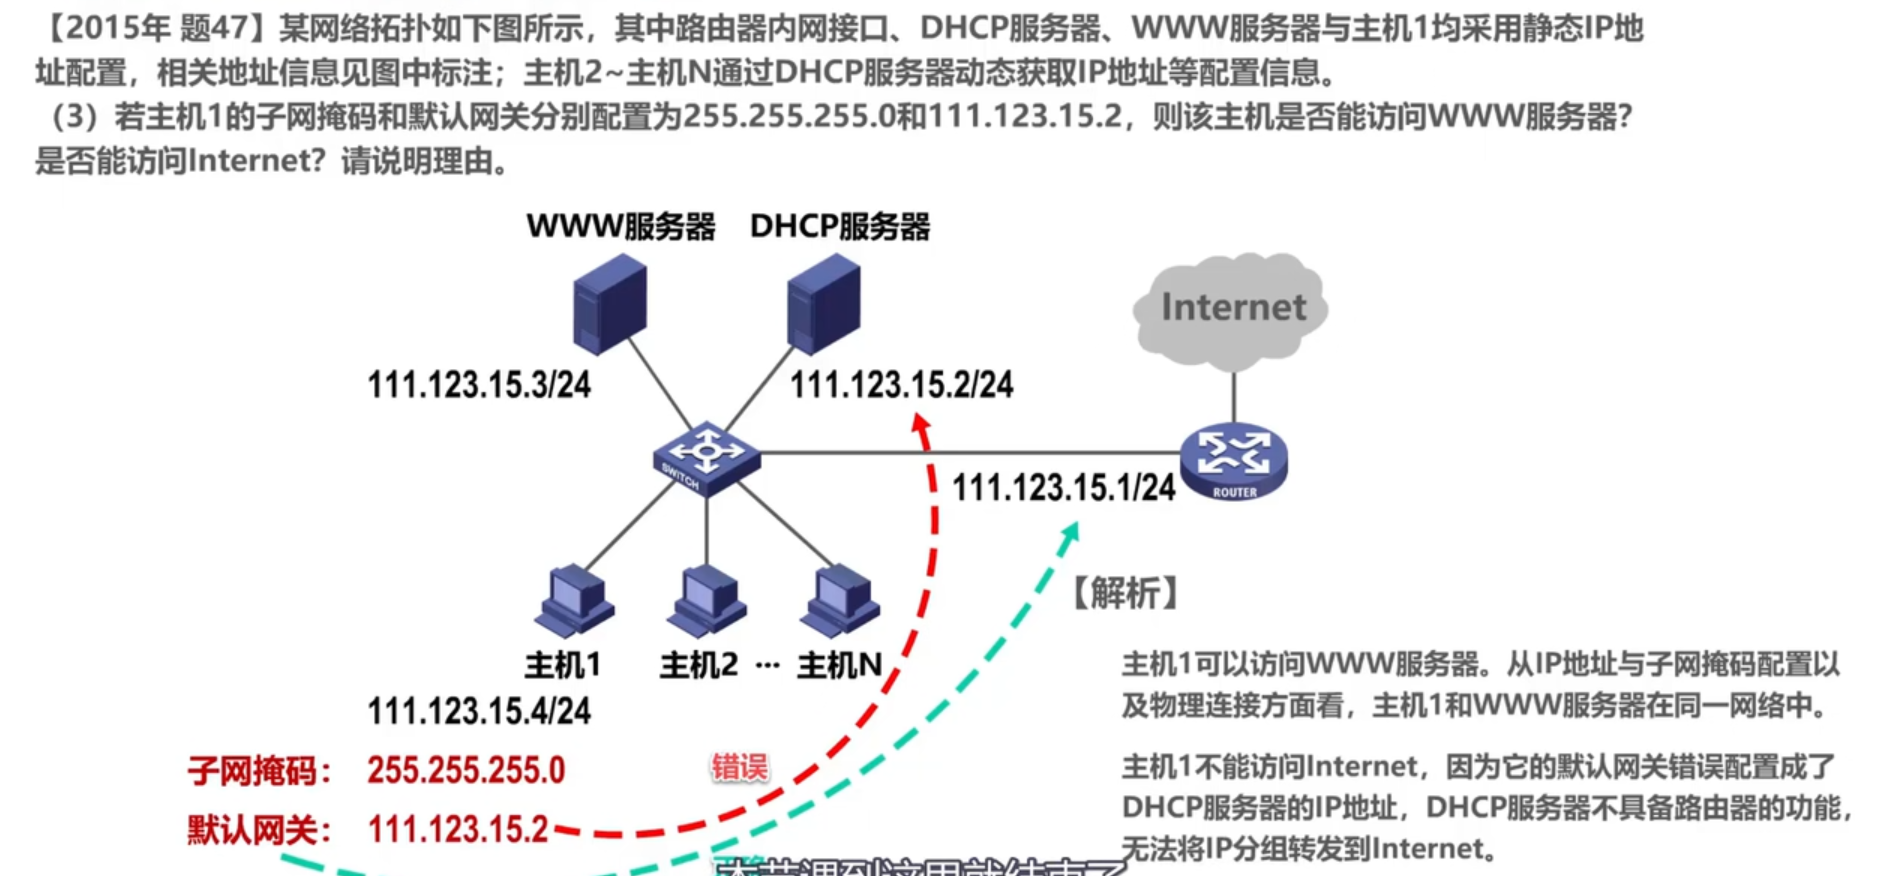 【2015年 题47】某网络拓扑如下图所示，其中路由器内网接口、DHCP服务器、WWW服务器与主机1均采用静态IP地
址配置，相关地址信息见图中标注；主机2~主机N通过DHCP服务器动态获取IP地址等配置信息。
（3）若主机1的子网掩码和默认网关分别配置为255.255.255.0和111.123.15.2，则该主机是否能访问WWW服务器？
是否能访问Internet？请说明理由。
WWW服务器 DHCP服务器
Internet
111.123.15.3/24
111.123.15.2/24
SWITCH
111.123.15.1/24
ROUTER
【解析】
主机1 主机2 ··· 主机N
111.123.15.4/24
子网掩码： 255.255.255.0
错误
默认网关： 111.123.15.2
主机1可以访问WWW服务器。从IP地址与子网掩码配置以
及物理连接方面看，主机1和WWW服务器在同一网络中。
主机1不能访问Internet，因为它的默认网关错误配置成了
DHCP服务器的IP地址，DHCP服务器不具备路由器的功能，
无法将IP分组转发到Internet。
本节课到这里就结束了